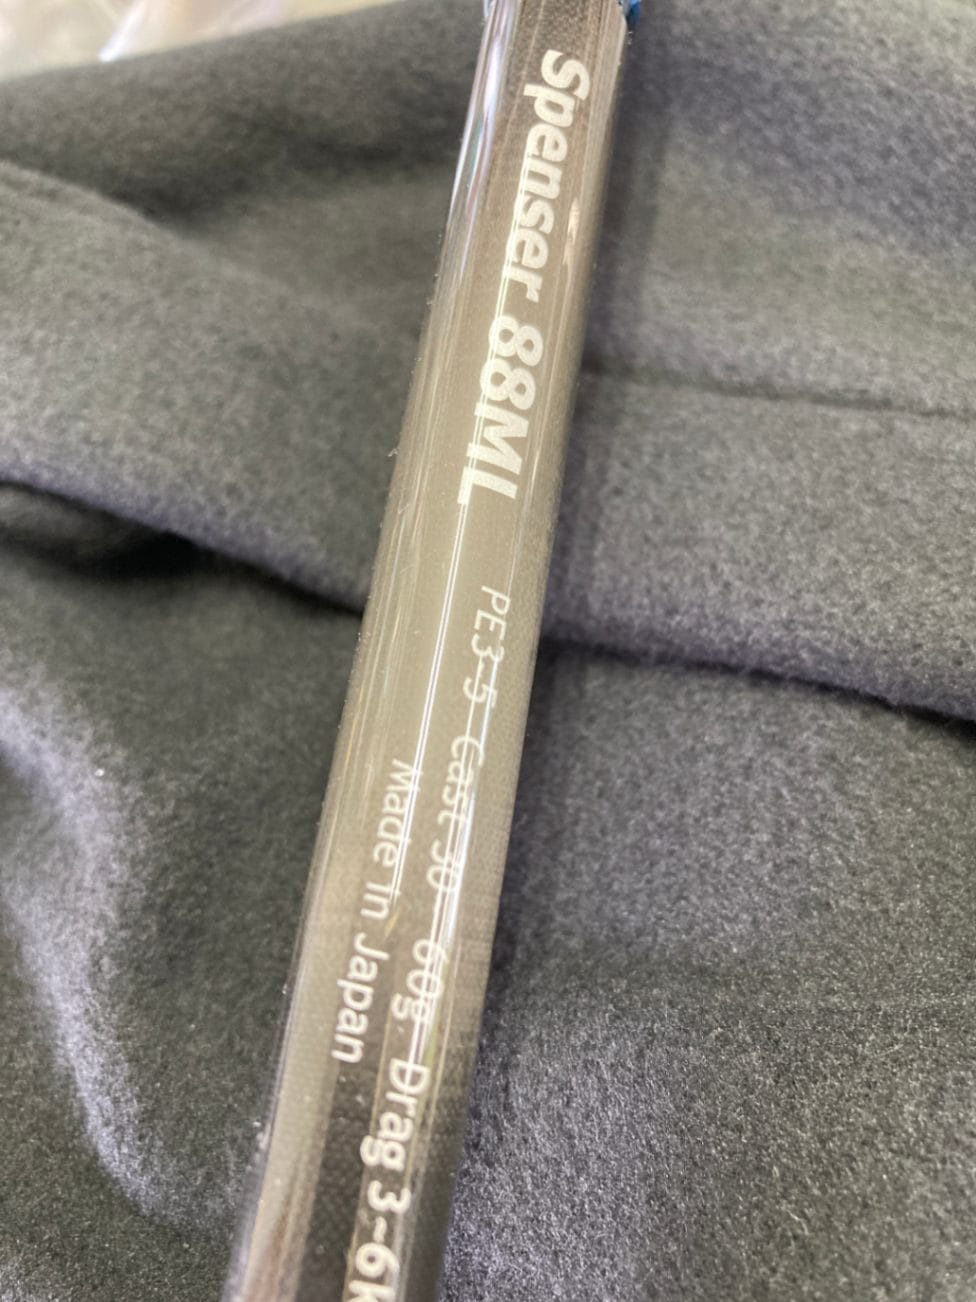 Spenser 88ML
PE3-5 Cast 30-60g. Drag 3~6k
Made in Japan